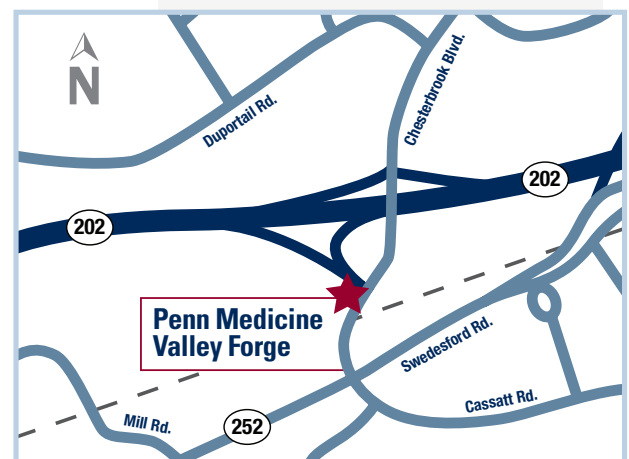 N
Duportail Rd.
Chesterbrook Blvd.
202
202
Penn Medicine
Valley Forge
Swedesford Rd.
Cassatt Rd.
Mill Rd.
252